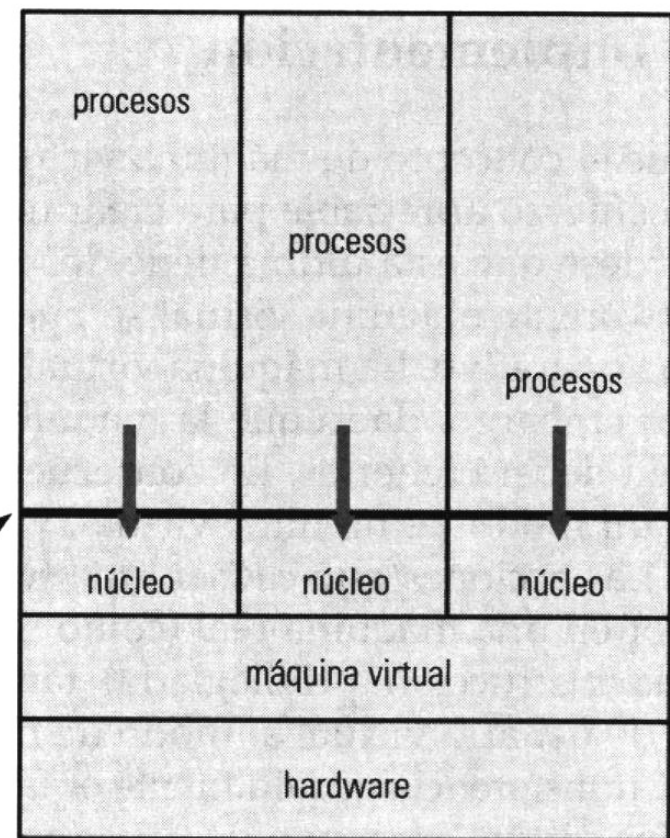 procesos
procesos
procesos
núcleo
núcleo
núcleo
máquina virtual
hardware